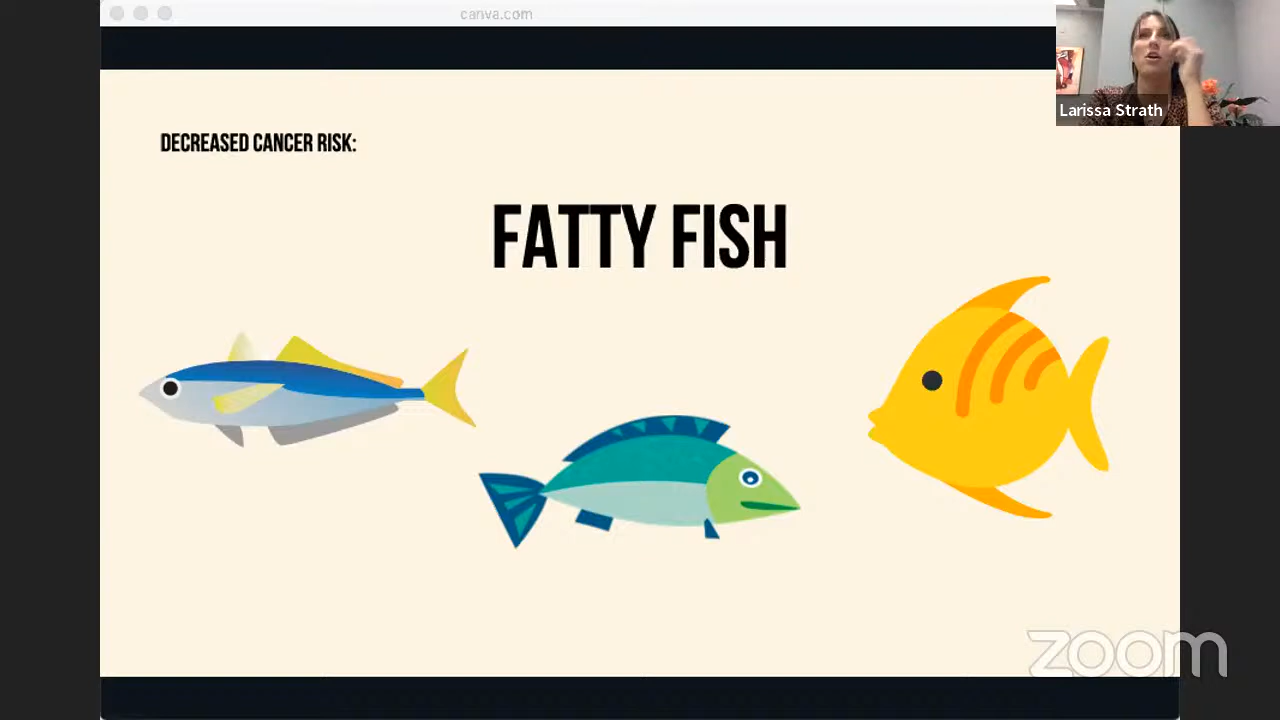 canva.com
Larissa Strath
DECREASED CANCER RISK:
FATTY FISH
zoom